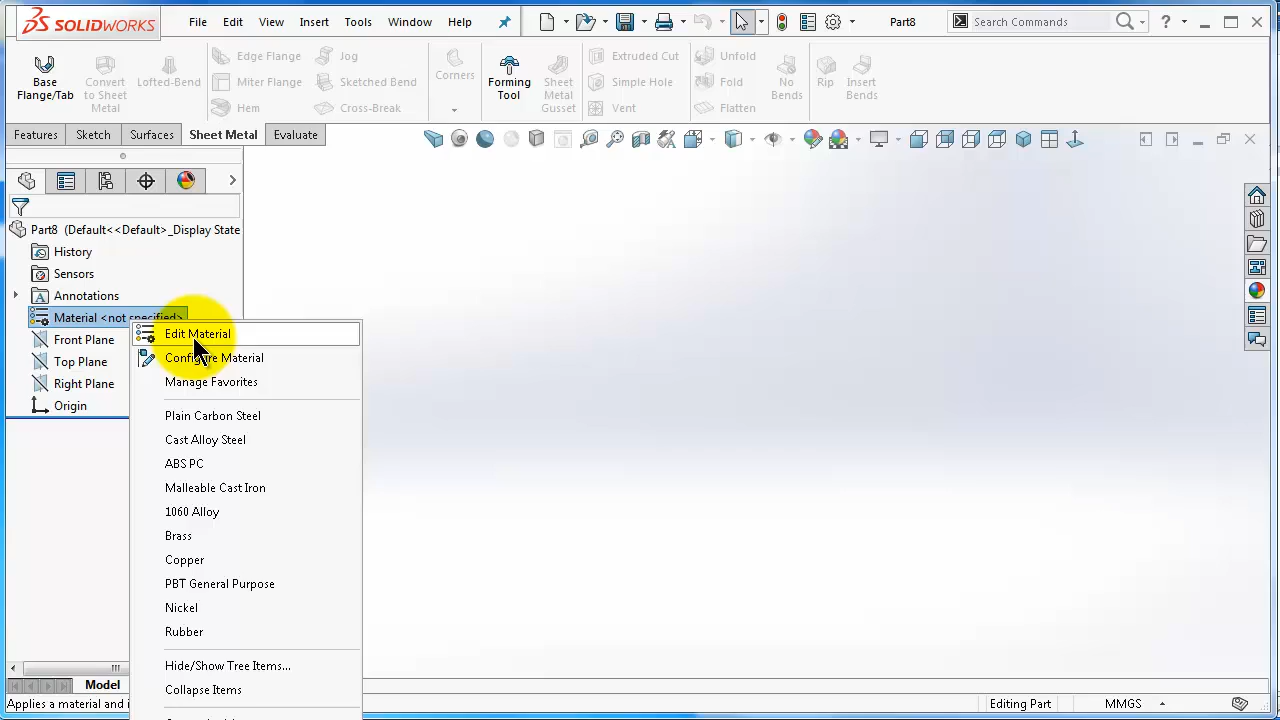 SOLIDWORKS File Edit View Insert Tools Window Help Part8 Search Commands ?
Base Flange/Tab
Convert to Sheet Metal
Lofted-Bend
Edge Flange
Miter Flange
Hem
Jog
Sketched Bend
Cross-Break
Corners
Forming Tool
Sheet Metal Gusset
Extruded Cut
Simple Hole
Vent
Unfold
Fold
Flatten
No Bends
Rip
Insert Bends
Features Sketch Surfaces Sheet Metal Evaluate
Part8 (Default<<Default>_Display State
History
Sensors
Annotations
Material <not specified>
Front Plane
Top Plane
Right Plane
Origin
Edit Material
Configure Material
Manage Favorites
Plain Carbon Steel
Cast Alloy Steel
ABS PC
Malleable Cast Iron
1060 Alloy
Brass
Copper
PBT General Purpose
Nickel
Rubber
Hide/Show Tree Items...
Collapse Items
Model
Applies a material and i
Editing Part MMGS